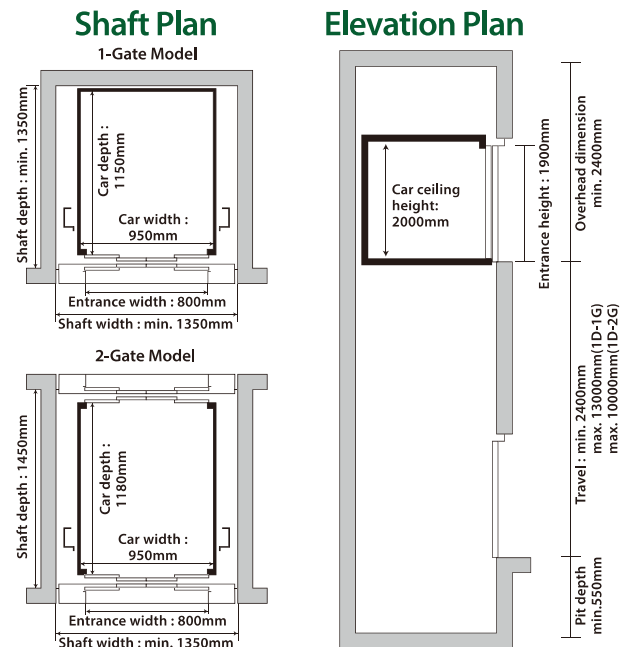 Shaft Plan
1-Gate Model
Shaft depth : min. 1350mm
Car depth :
1150mm
Car width :
950mm
Entrance width : 800mm
Shaft width : min. 1350mm
2-Gate Model
Shaft depth : 1450mm
Car depth :
1180mm
Car width :
950mm
Entrance width : 800mm
Shaft width : min. 1350mm
Elevation Plan
Car ceiling
height:
2000mm
Entrance height : 1900mm
Overhead dimension
min. 2400mm
Travel : min. 2400mm
max. 13000mm(1D-1G)
max. 10000mm(1D-2G)
Pit depth
min.550mm